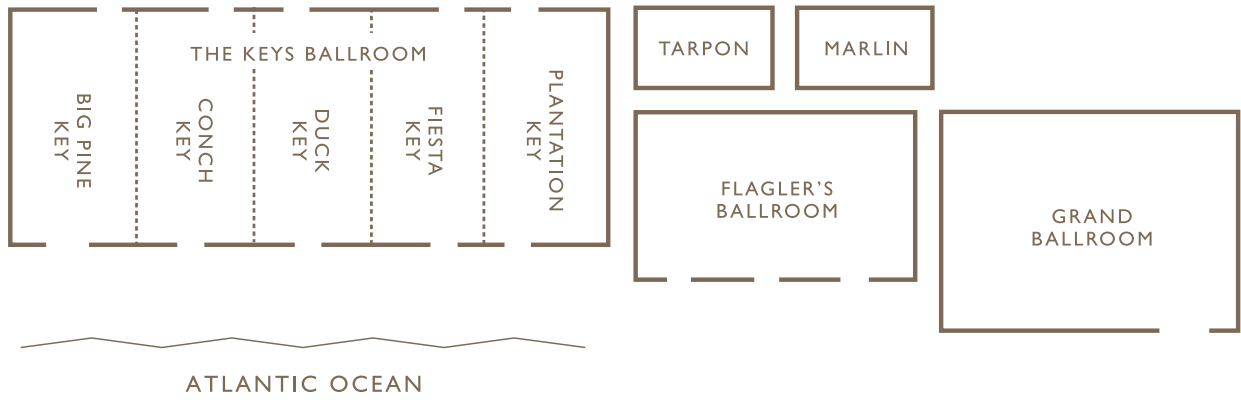 THE KEYS BALLROOM
BIG PINE
KEY
CONCH
KEY
DUCK
KEY
FIESTA
KEY
PLANTATION
KEY
TARPON
MARLIN
FLAGLER'S
BALLROOM
GRAND
BALLROOM
ATLANTIC OCEAN